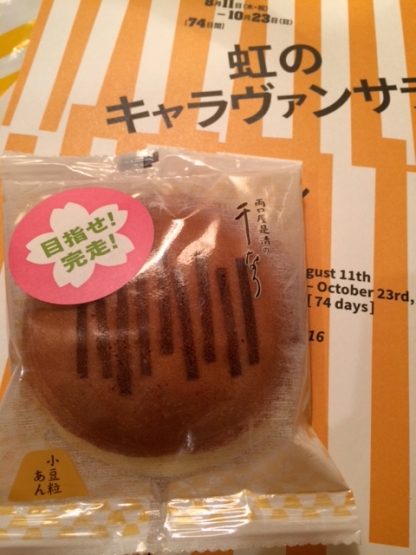 8月11日(木・祝)
– 10月23日(日)
[74日間]
虹の
キャラヴァンサラ
目指せ!
完走!
両口屋是清の
千なり
gust 11th
– October 23rd,
[74 days]
16
小豆粒
あん